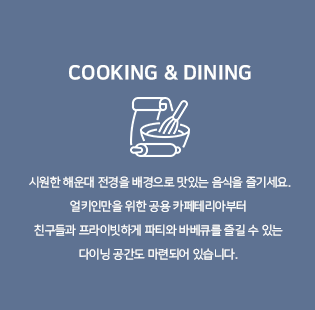 COOKING & DINING
시원한 해운대 전경을 배경으로 맛있는 음식을 즐기세요.
얼키인만을 위한 공용 카페테리아부터
친구들과 프라이빗하게 파티와 바베큐를 즐길 수 있는
다이닝 공간도 마련되어 있습니다.